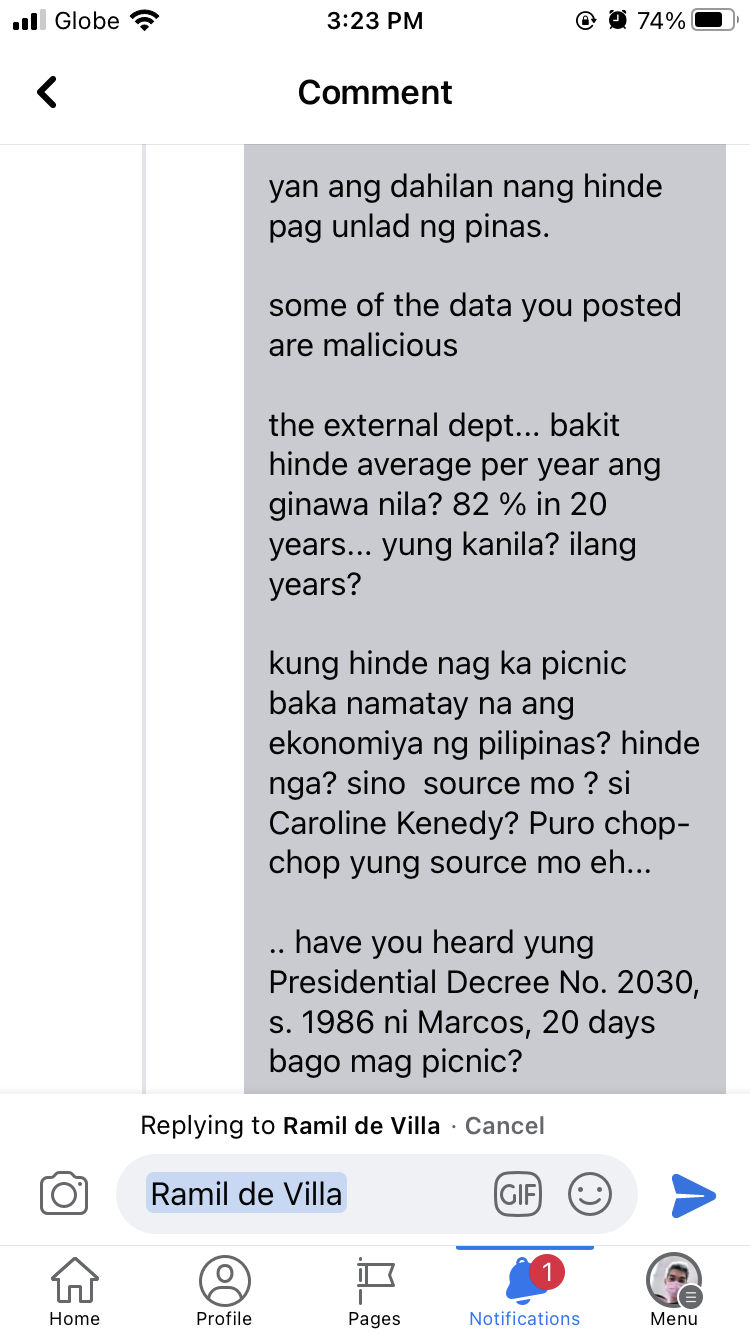 Globe 3:23 PM 74%
Comment
yan ang dahilan nang hinde
pag unlad ng pinas.
some of the data you posted
are malicious
the external dept... bakit
hinde average per year ang
ginawa nila? 82 % in 20
years... yung kanila? ilang
years?
kung hinde nag ka picnic
baka namatay na ang
ekonomiya ng pilipinas? hinde
nga? sino  source mo ? si
Caroline Kenedy? Puro chop-
chop yung source mo eh...
.. have you heard yung
Presidential Decree No. 2030,
s. 1986 ni Marcos, 20 days
bago mag picnic?
Replying to Ramil de Villa · Cancel
Ramil de Villa GIF
1
Home Profile Pages Notifications Menu